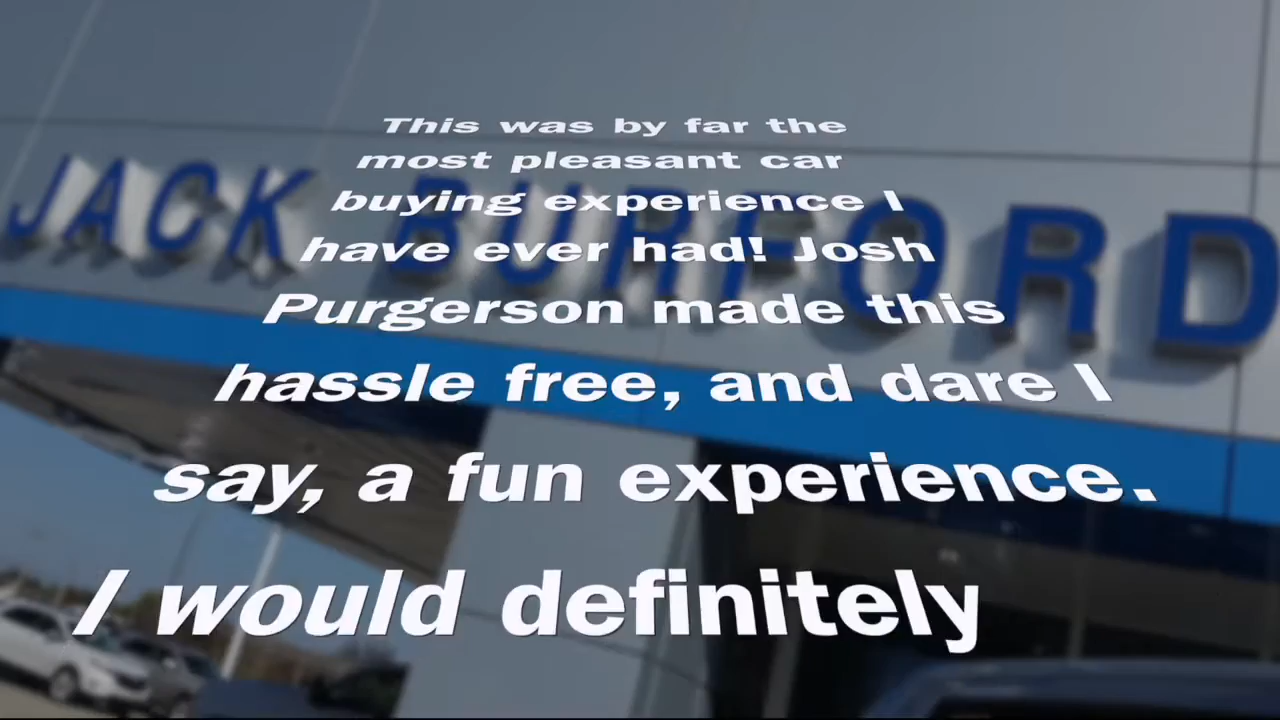 This was by far the
most pleasant car
buying experience I
have ever had! Josh
Purgerson made this
hassle free, and dare I
say, a fun experience.
I would definitely
JACK BURFORD